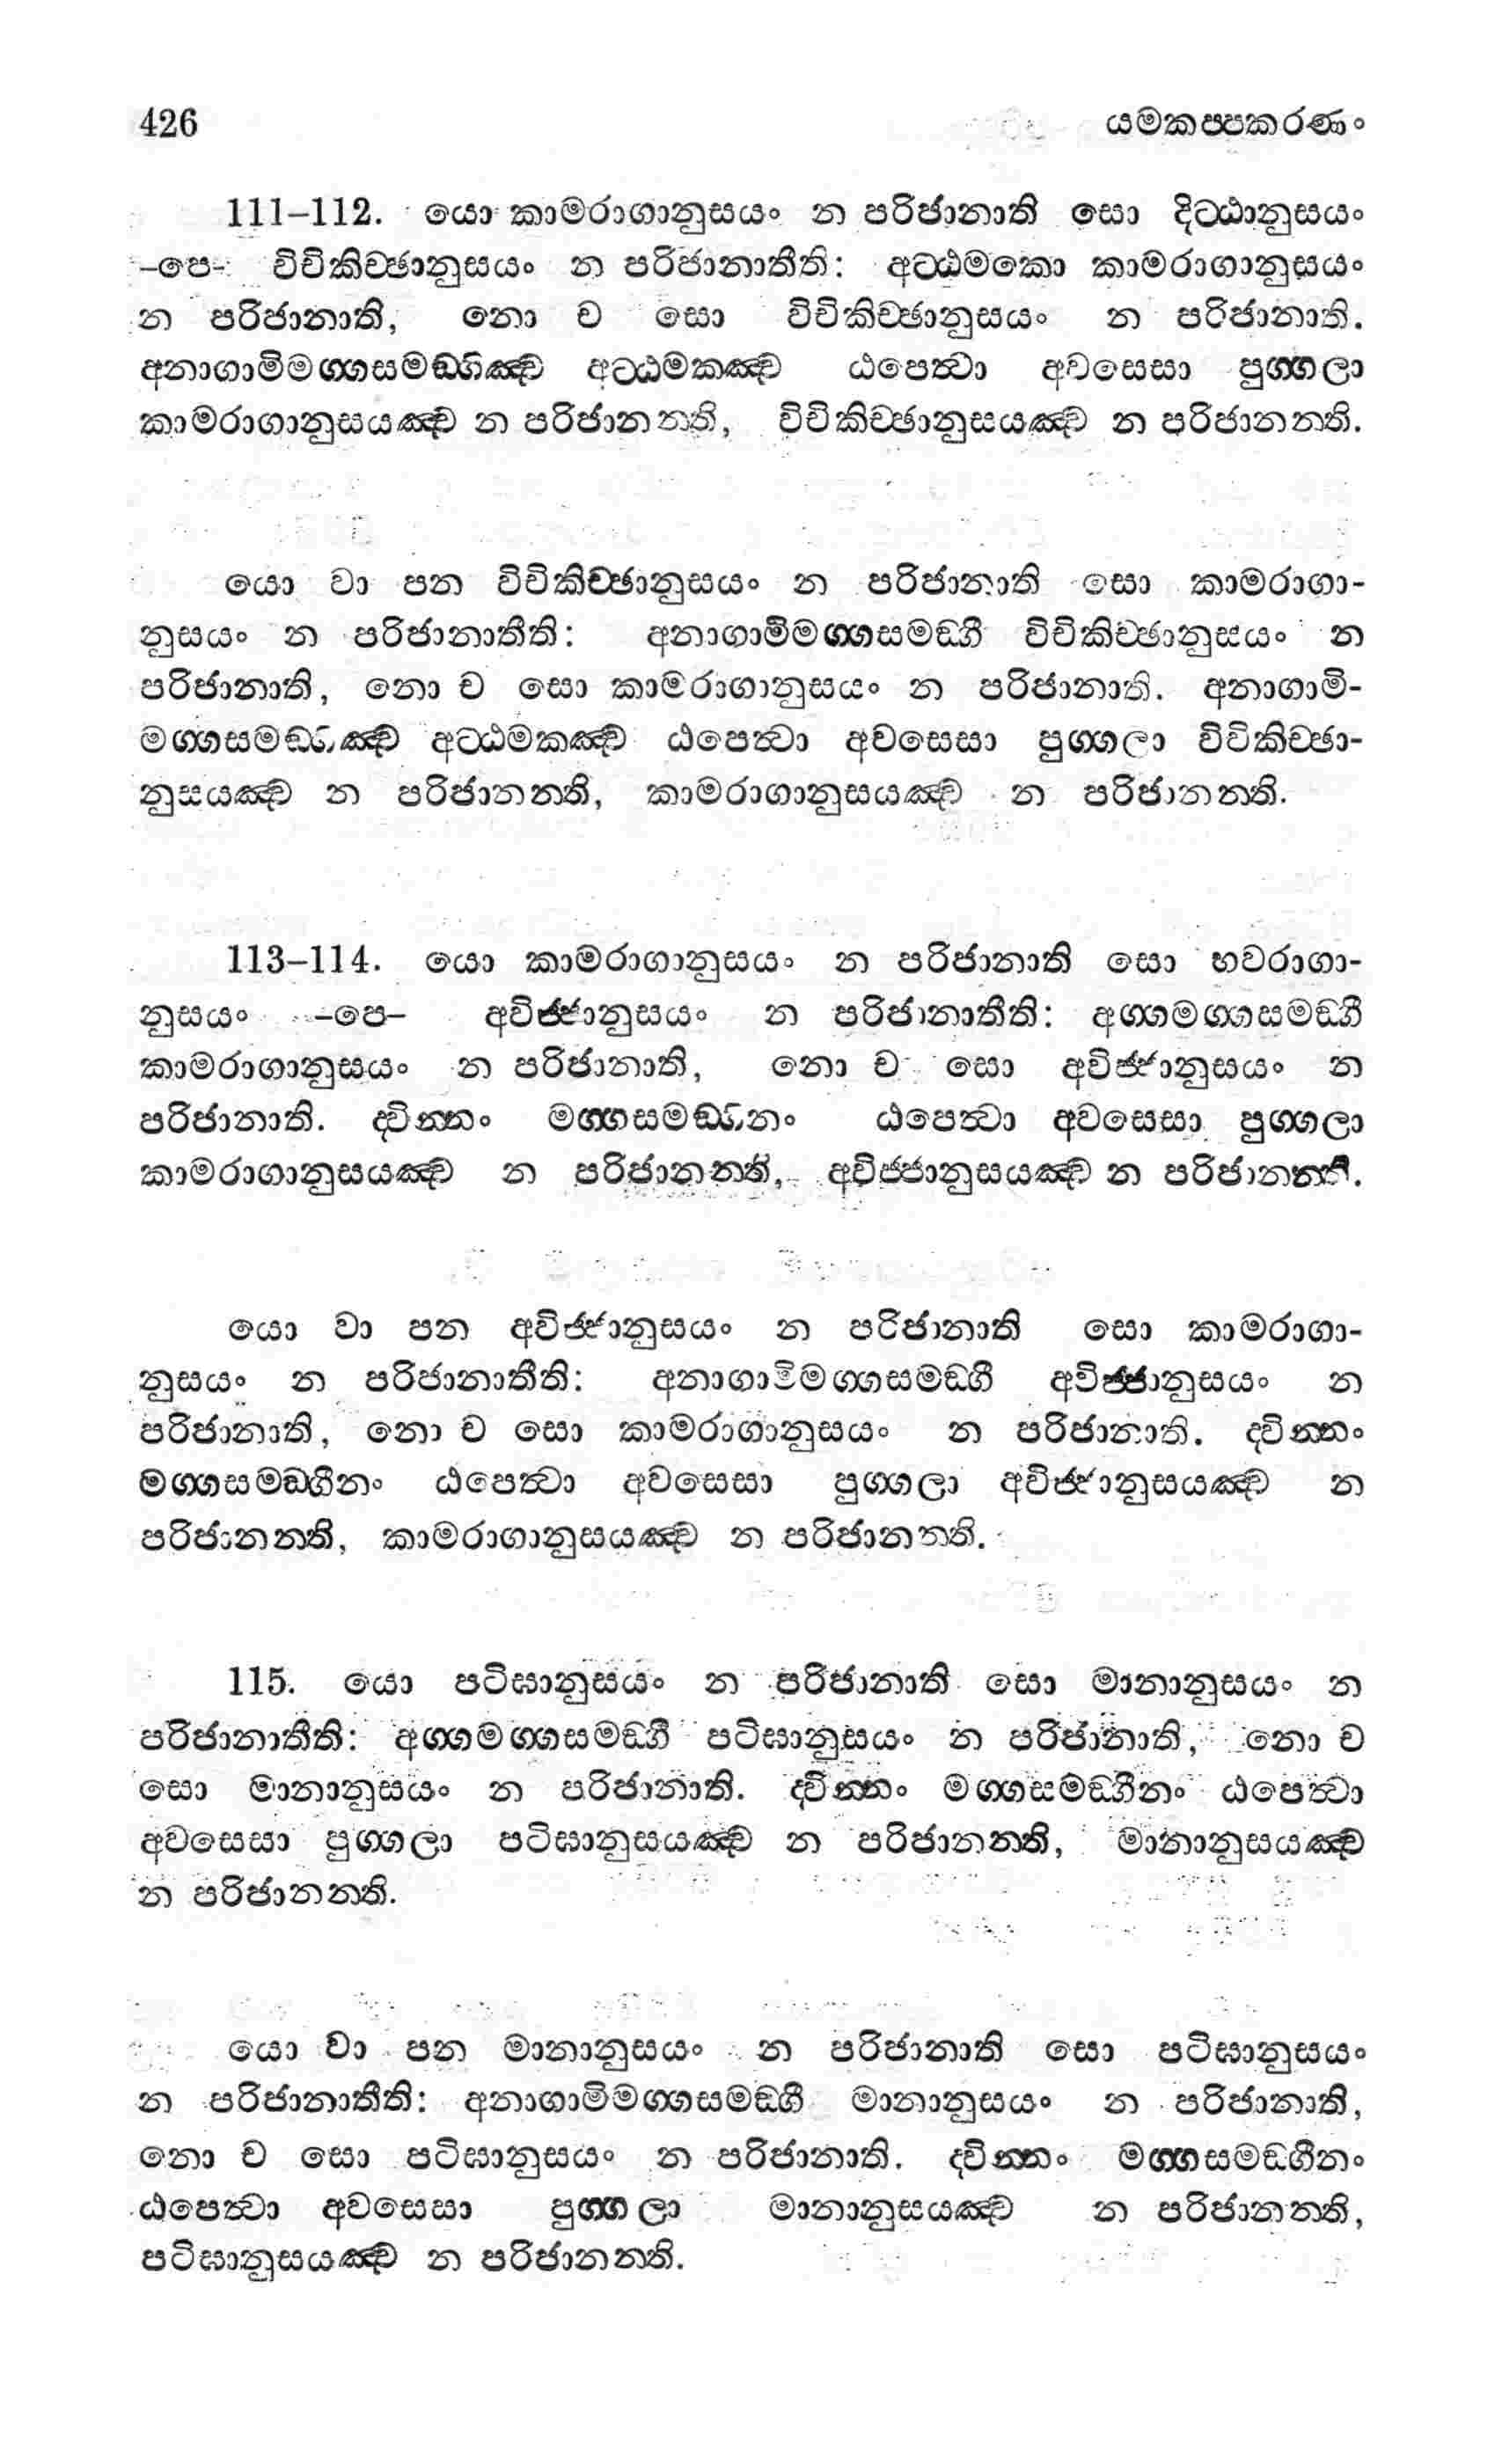 426 යමකප්පකරණං
111–112. යො කාමරාගානුසයං න පරිජානාති සො දිට්ඨානුසයං
–පෙ– විචිකිච්ඡානුසයං න පරිජානාතීති: අට්ඨමකො කාමරාගානුසයං
න පරිජානාති, නො ච සො විචිකිච්ඡානුසයං න පරිජානාති.
අනාගාමිමග්ගසමඞ්ගිඤ්ච අට්ඨමකඤ්ච ඨපෙත්වා අවසෙසා පුග්ගලා
කාමරාගානුසයඤ්ච න පරිජානන්ති, විචිකිච්ඡානුසයඤ්ච න පරිජානන්ති.
යො වා පන විචිකිච්ඡානුසයං න පරිජානාති සො කාමරාගා-
නුසයං න පරිජානාතීති: අනාගාමිමග්ගසමඞ්ගී විචිකිච්ඡානුසයං න
පරිජානාති, නො ච සො කාමරාගානුසයං න පරිජානාති. අනාගාමි-
මග්ගසමඞ්ගිඤ්ච අට්ඨමකඤ්ච ඨපෙත්වා අවසෙසා පුග්ගලා විචිකිච්ඡා-
නුසයඤ්ච න පරිජානන්ති, කාමරාගානුසයඤ්ච න පරිජානන්ති.
113–114. යො කාමරාගානුසයං න පරිජානාති සො භවරාගා-
නුසයං –පෙ– අවිජ්ජානුසයං න පරිජානාතීති: අග්ගමග්ගසමඞ්ගී
කාමරාගානුසයං න පරිජානාති, නො ච සො අවිජ්ජානුසයං න
පරිජානාති. ද්වින්නං මග්ගසමඞ්ගිනං ඨපෙත්වා අවසෙසා පුග්ගලා
කාමරාගානුසයඤ්ච න පරිජානන්ති, අවිජ්ජානුසයඤ්ච න පරිජානන්ති.
යො වා පන අවිජ්ජානුසයං න පරිජානාති සො කාමරාගා-
නුසයං න පරිජානාතීති: අනාගාමිමග්ගසමඞ්ගී අවිජ්ජානුසයං න
පරිජානාති, නො ච සො කාමරාගානුසයං න පරිජානාති. ද්වින්නං
මග්ගසමඞ්ගීනං ඨපෙත්වා අවසෙසා පුග්ගලා අවිජ්ජානුසයඤ්ච න
පරිජානන්ති, කාමරාගානුසයඤ්ච න පරිජානන්ති.
115. යො පටිඝානුසයං න පරිජානාති සො මානානුසයං න
පරිජානාතීති: අග්ගමග්ගසමඞ්ගී පටිඝානුසයං න පරිජානාති, නො ච
සො මානානුසයං න පරිජානාති. ද්වින්නං මග්ගසමඞ්ගීනං ඨපෙත්වා
අවසෙසා පුග්ගලා පටිඝානුසයඤ්ච න පරිජානන්ති, මානානුසයඤ්ච
න පරිජානන්ති.
යො වා පන මානානුසයං න පරිජානාති සො පටිඝානුසයං
න පරිජානාතීති: අනාගාමිමග්ගසමඞ්ගී මානානුසයං න පරිජානාති,
නො ච සො පටිඝානුසයං න පරිජානාති. ද්වින්නං මග්ගසමඞ්ගීනං
ඨපෙත්වා අවසෙසා පුග්ගලා මානානුසයඤ්ච න පරිජානන්ති,
පටිඝානුසයඤ්ච න පරිජානන්ති.